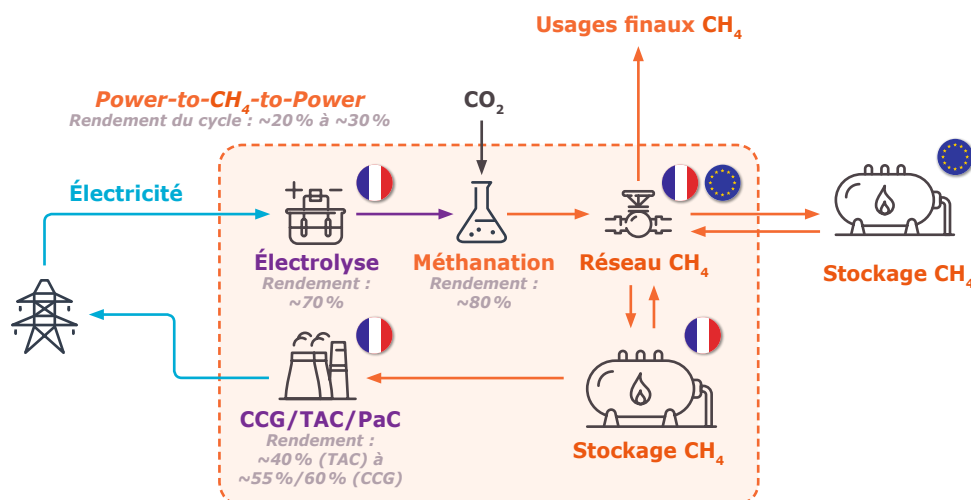 Usages finaux CH₄
Power-to-CH₄-to-Power
Rendement du cycle : ~20 % à ~30 %
CO₂
Électricité
Électrolyse
Rendement :
~70 %
Méthanation
Rendement :
~80 %
Réseau CH₄
Stockage CH₄
CCG/TAC/PaC
Rendement :
~40 % (TAC) à
~55 %/60 % (CCG)
Stockage CH₄